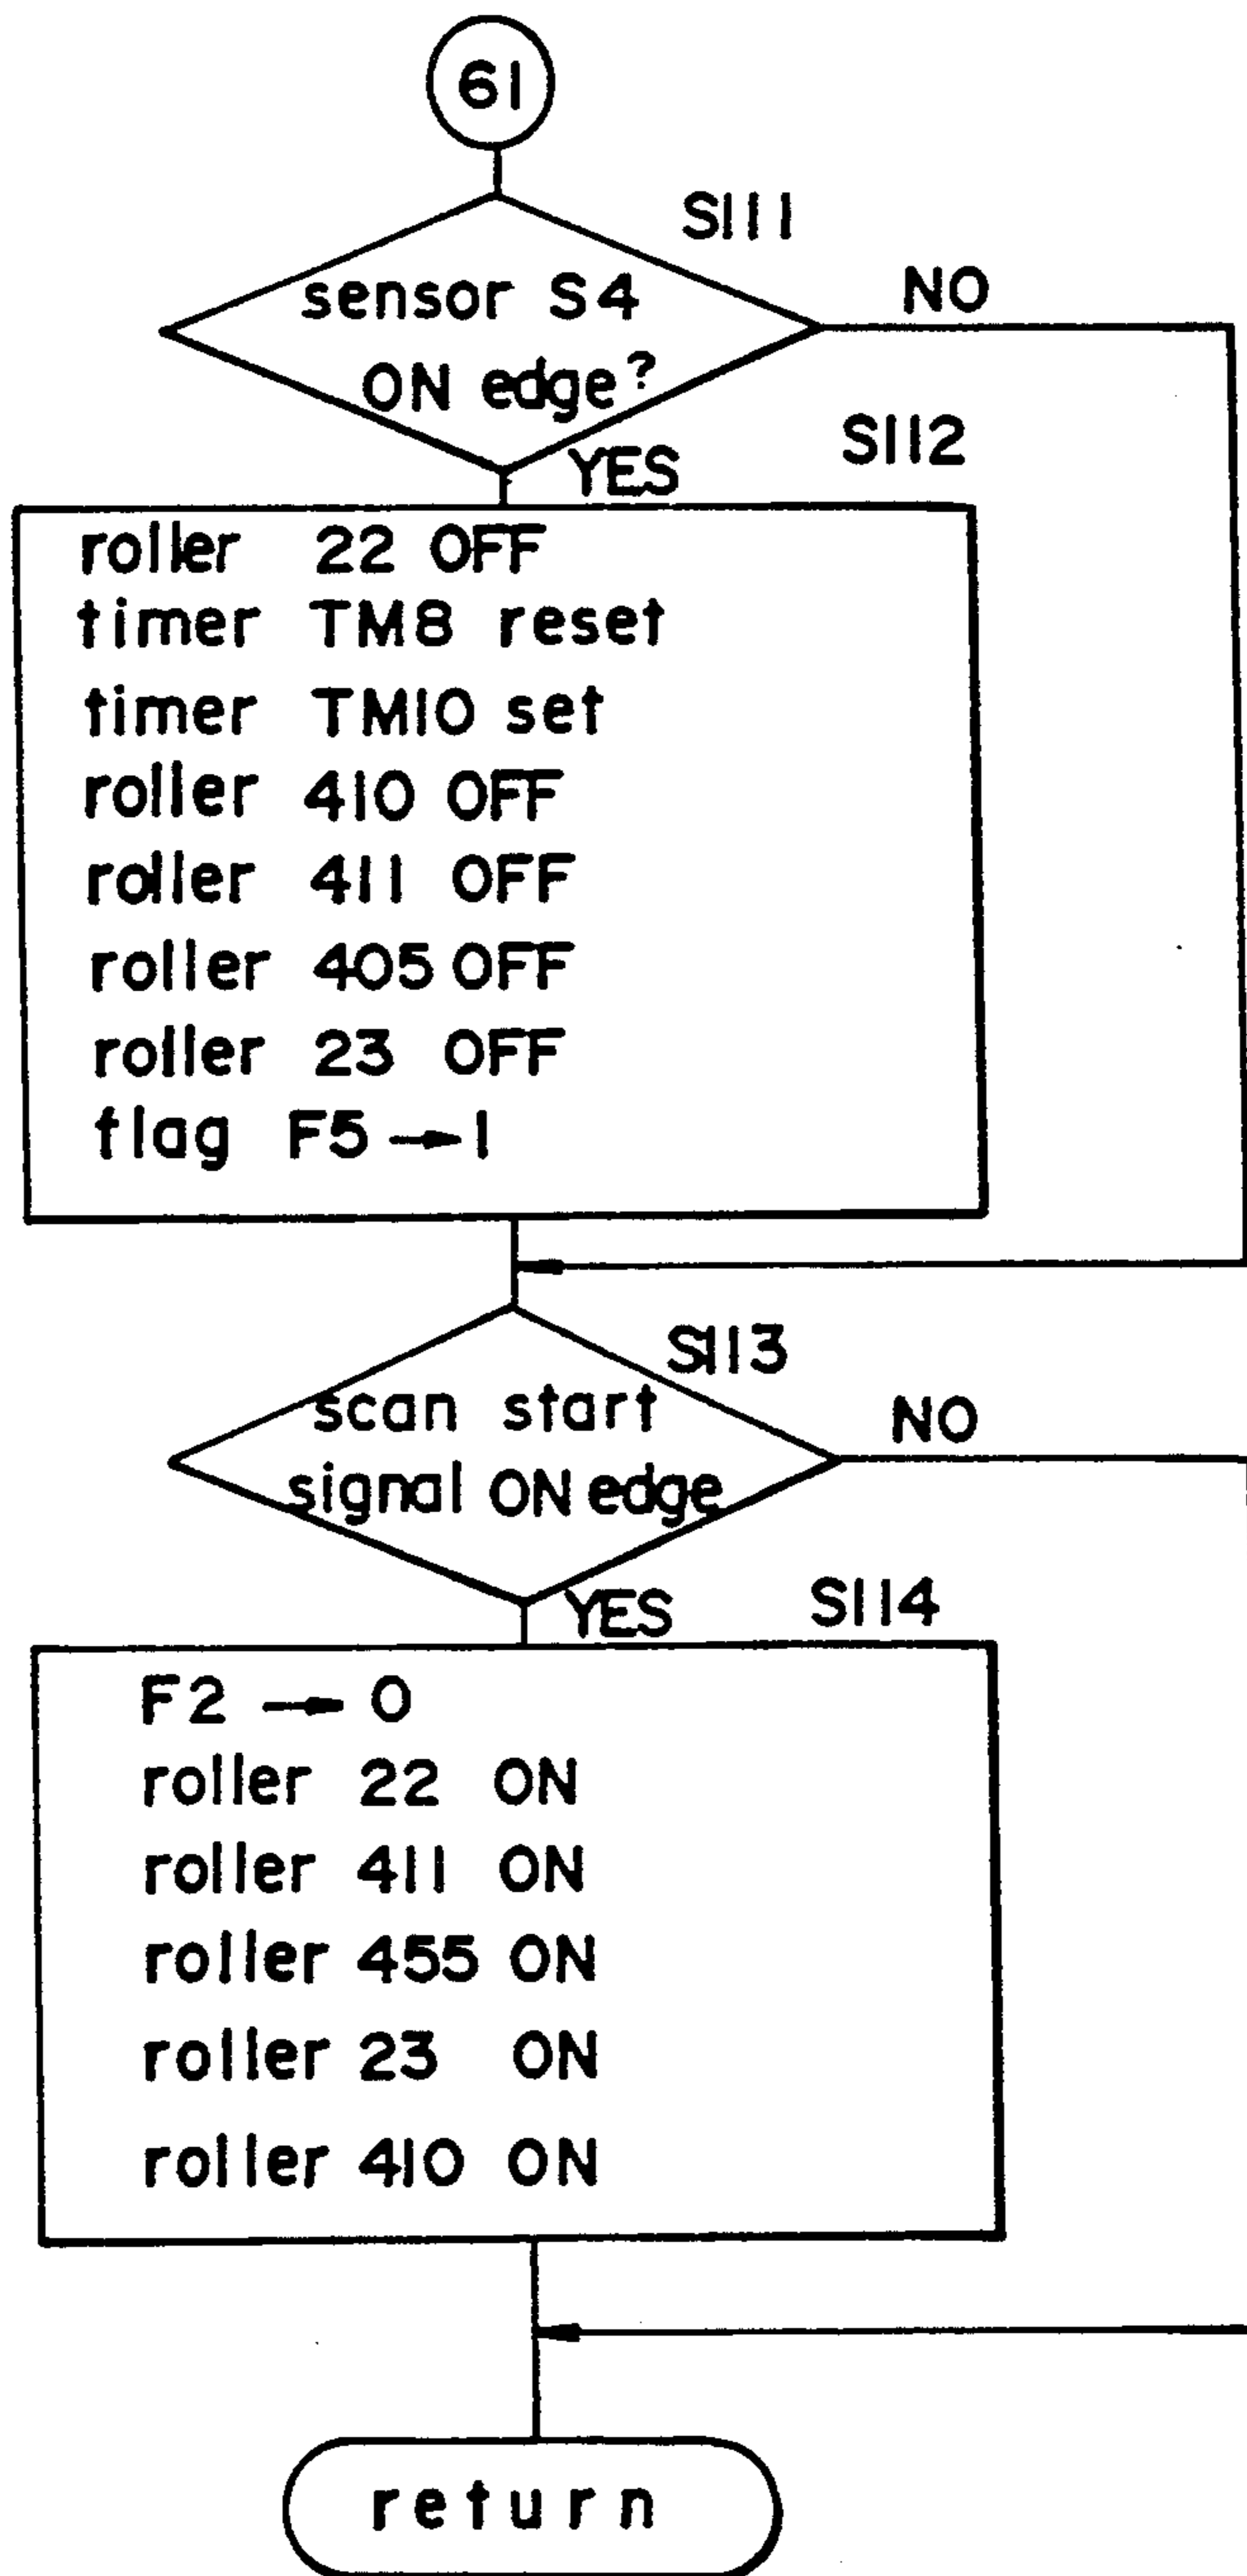 61
S111
sensor S4
NO
ON edge?
S112
YES
roller 22 OFF
timer TM8 reset
timer TM10 set
roller 410 OFF
roller 411 OFF
roller 405 OFF
roller 23 OFF
flag F5 → 1
S113
scan start
NO
signal ON edge
YES
S114
F2 → 0
roller 22 ON
roller 411 ON
roller 455 ON
roller 23 ON
roller 410 ON
return